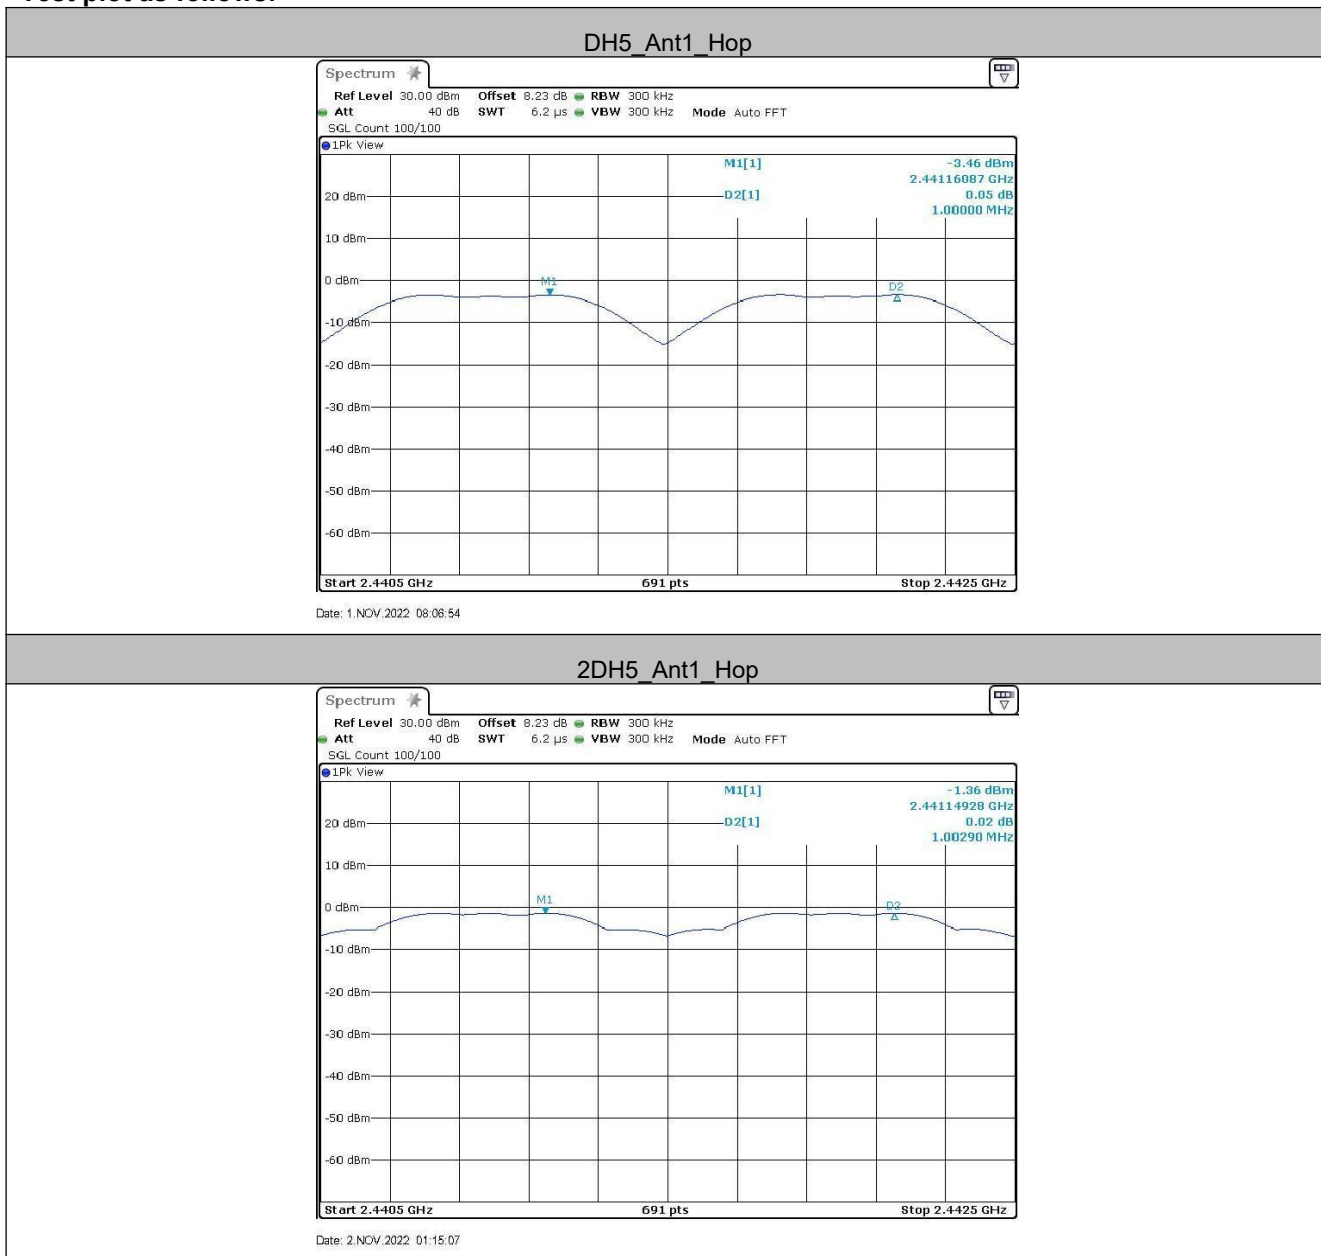 Test plot as follows:
DH5_Ant1_Hop
Spectrum
Ref Level 30.00 dBm Offset 8.23 dB RBW 300 kHz
Att 40 dB SWT 6.2 µs VBW 300 kHz Mode Auto FFT
SGL Count 100/100
1Pk View
M1[1] -3.46 dBm
2.44116087 GHz
20 dBm D2[1] 0.05 dB
1.00000 MHz
10 dBm
0 dBm M1 D2
-10 dBm
-20 dBm
-30 dBm
-40 dBm
-50 dBm
-60 dBm
Start 2.4405 GHz 691 pts Stop 2.4425 GHz
Date: 1.NOV.2022 08:06:54
2DH5_Ant1_Hop
Spectrum
Ref Level 30.00 dBm Offset 8.23 dB RBW 300 kHz
Att 40 dB SWT 6.2 µs VBW 300 kHz Mode Auto FFT
SGL Count 100/100
1Pk View
M1[1] -1.36 dBm
2.44114928 GHz
20 dBm D2[1] 0.02 dB
1.00290 MHz
10 dBm
0 dBm M1 D2
-10 dBm
-20 dBm
-30 dBm
-40 dBm
-50 dBm
-60 dBm
Start 2.4405 GHz 691 pts Stop 2.4425 GHz
Date: 2.NOV.2022 01:15:07